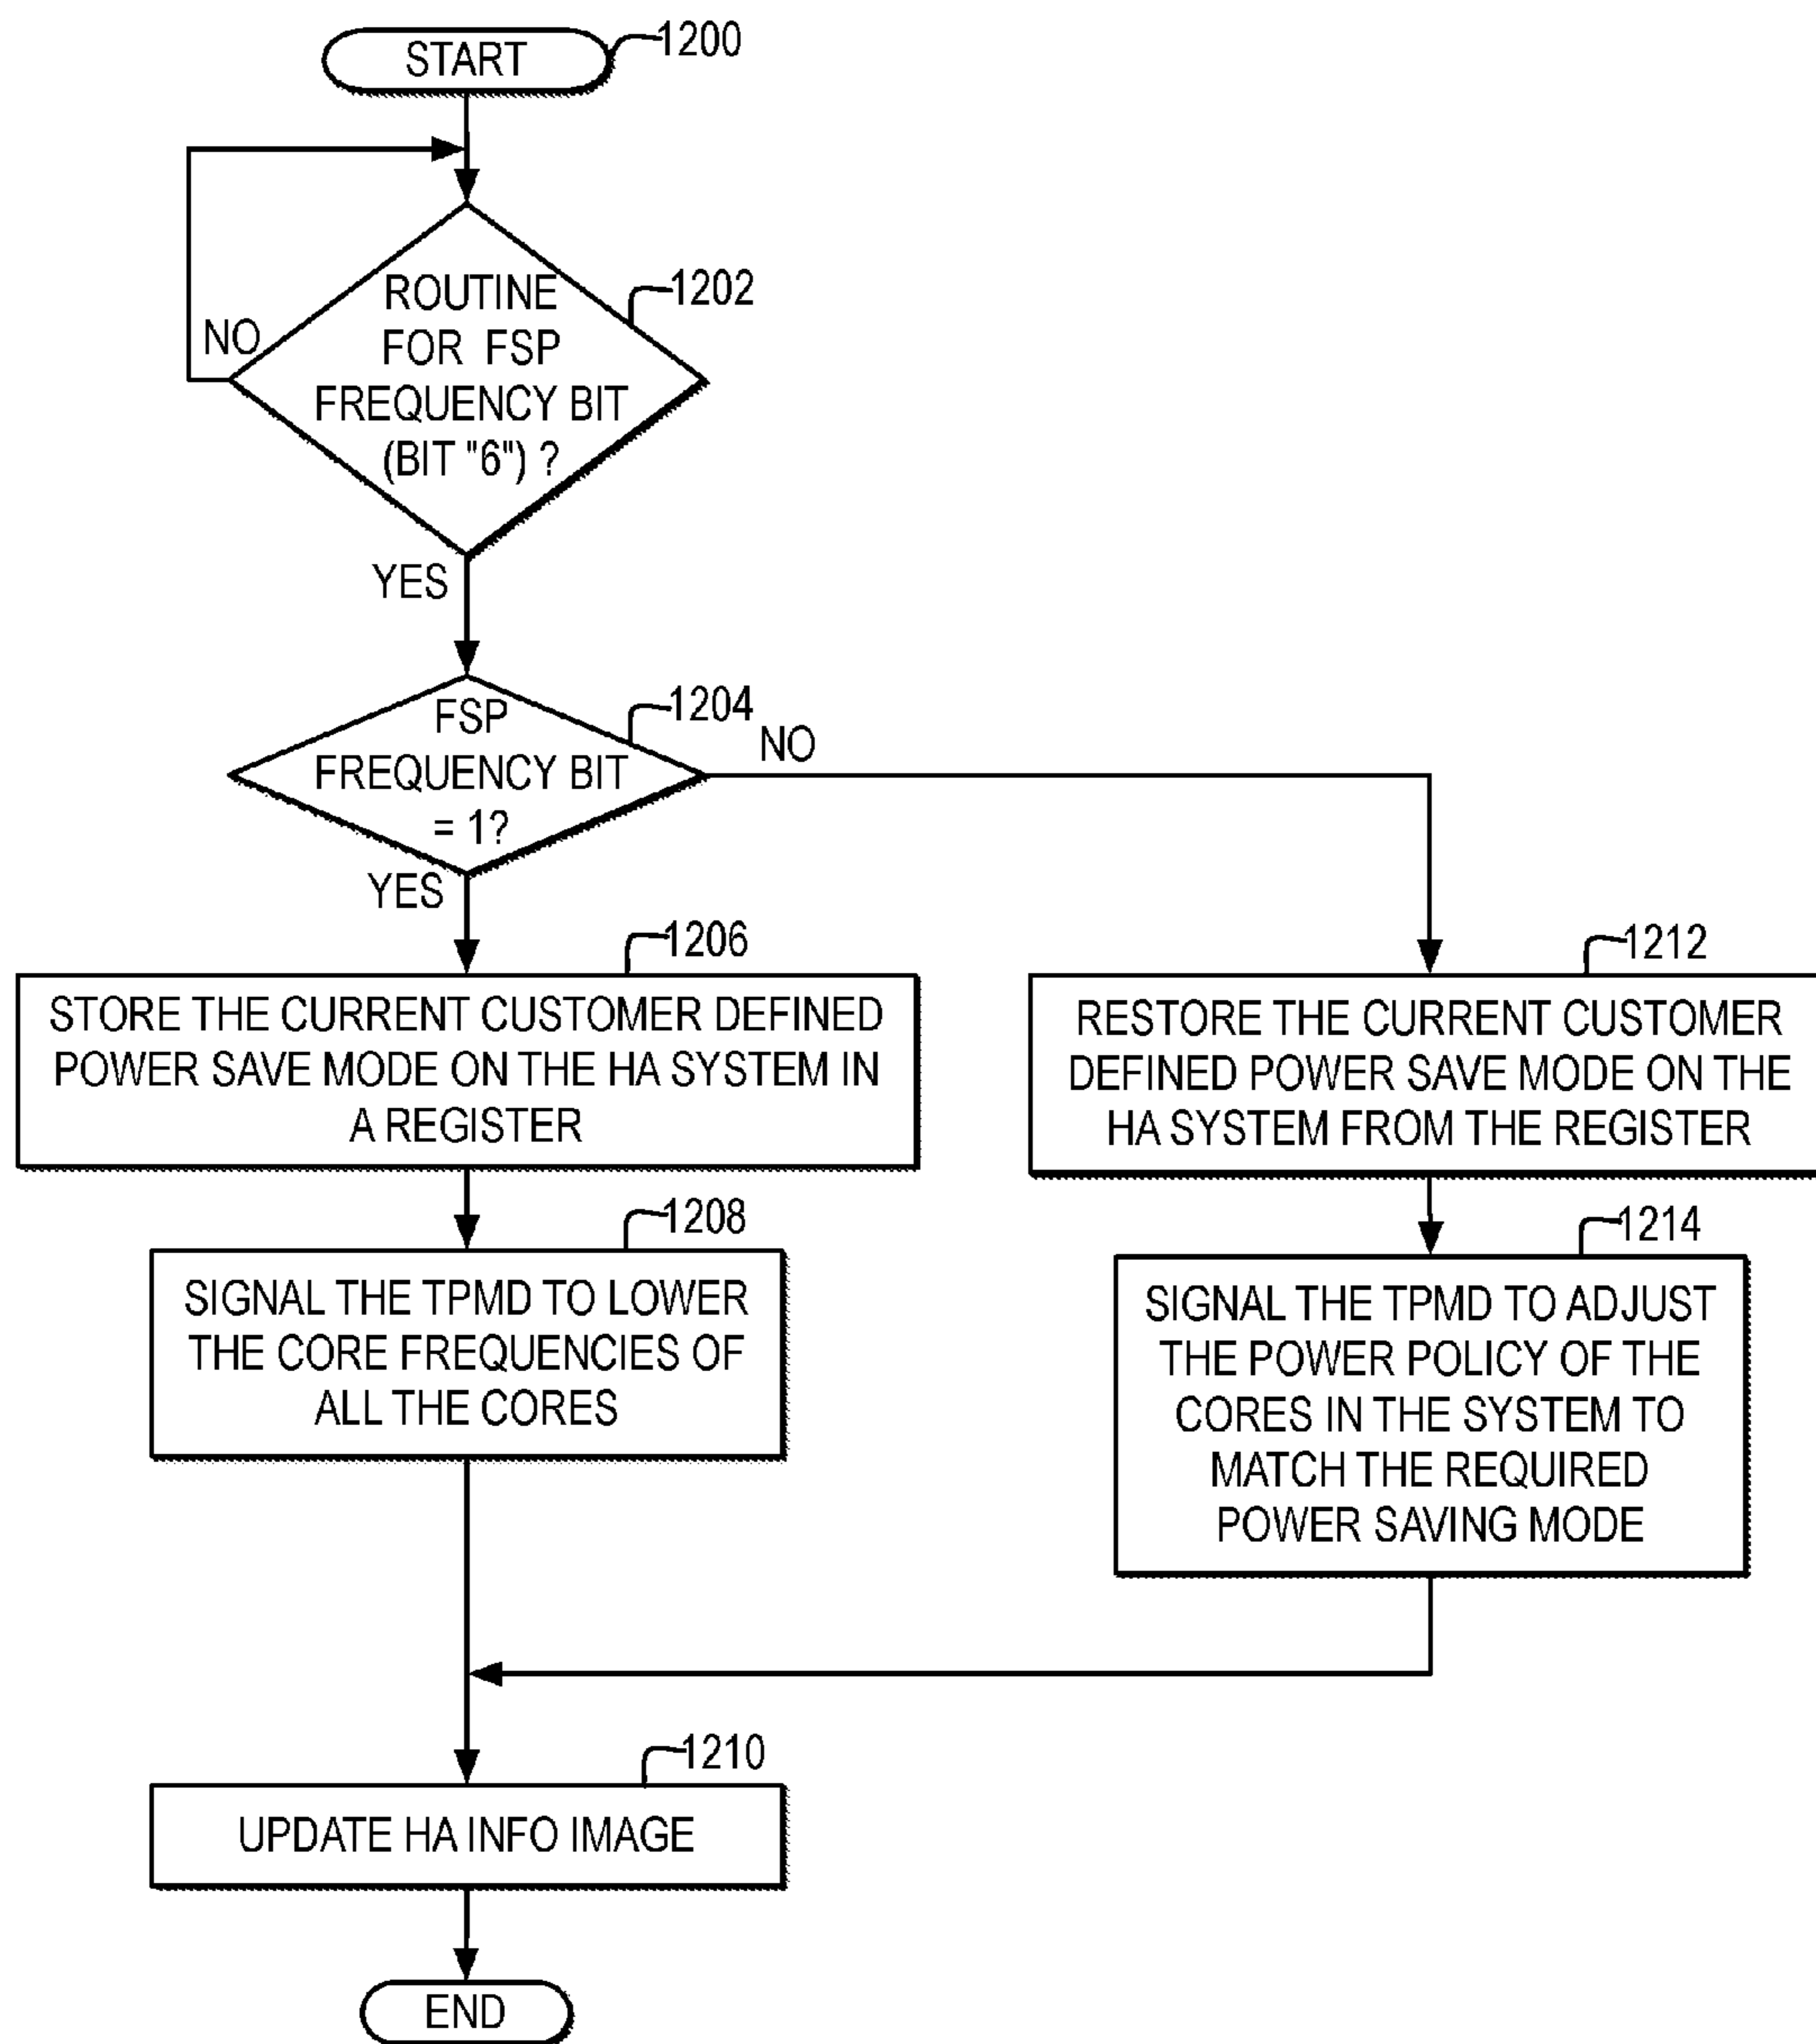 START
1200
ROUTINE
FOR FSP
FREQUENCY BIT
(BIT "6") ?
1202
NO
YES
FSP
FREQUENCY BIT
= 1?
1204
NO
YES
1206
STORE THE CURRENT CUSTOMER DEFINED
POWER SAVE MODE ON THE HA SYSTEM IN
A REGISTER
1212
RESTORE THE CURRENT CUSTOMER
DEFINED POWER SAVE MODE ON THE
HA SYSTEM FROM THE REGISTER
1208
SIGNAL THE TPMD TO LOWER
THE CORE FREQUENCIES OF
ALL THE CORES
1214
SIGNAL THE TPMD TO ADJUST
THE POWER POLICY OF THE
CORES IN THE SYSTEM TO
MATCH THE REQUIRED
POWER SAVING MODE
1210
UPDATE HA INFO IMAGE
END